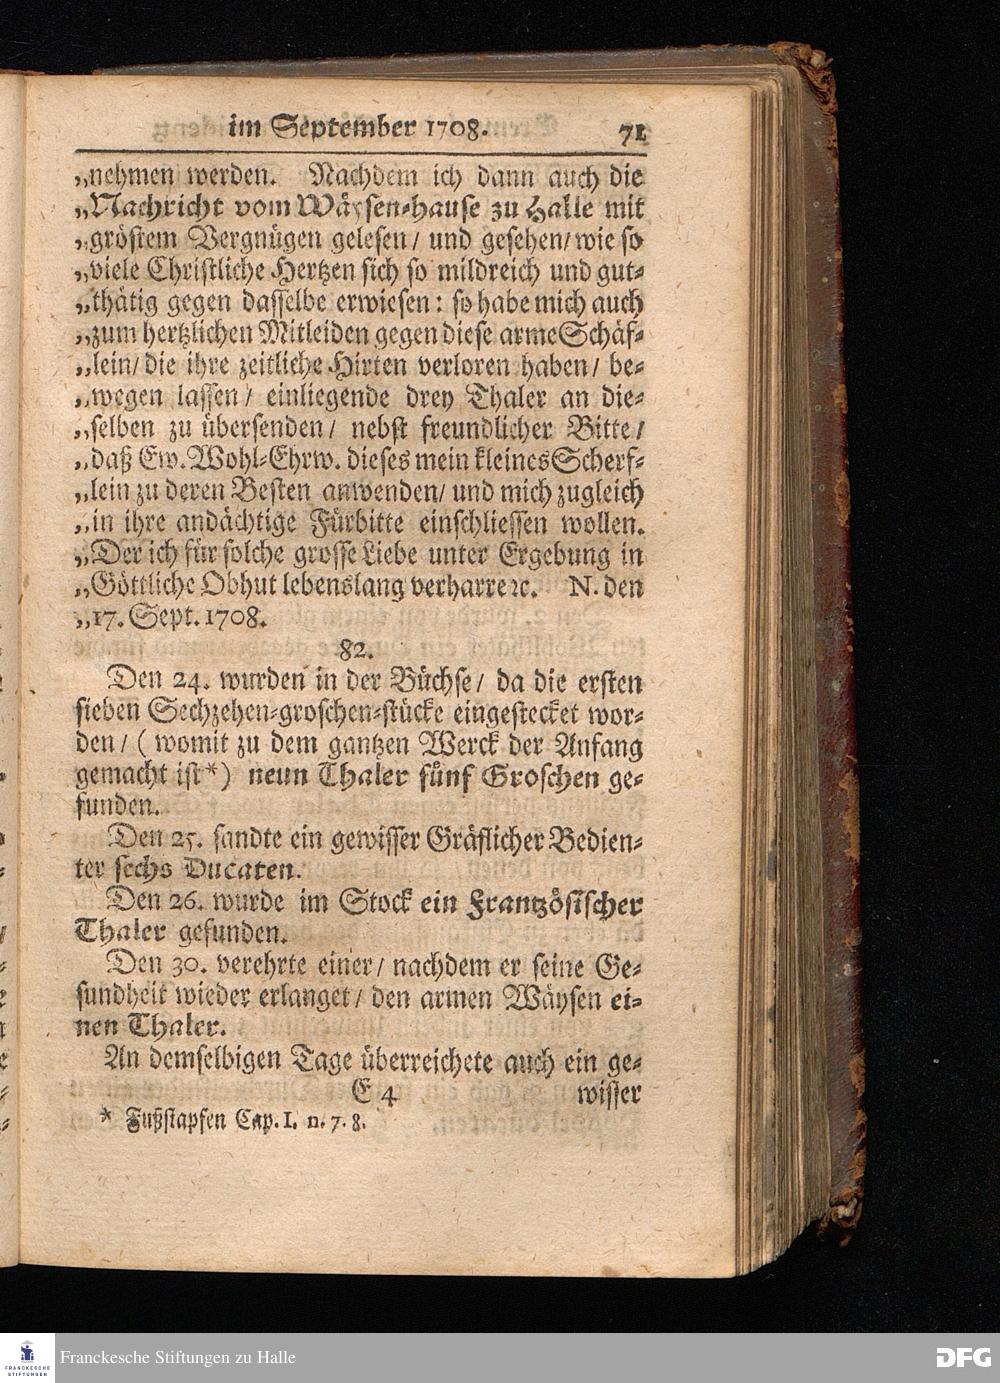 im September 1708. 71
„nehmen werden. Nachdem ich dann auch die
„Nachricht vom Wäysen-hause zu Halle mit
„gröstem Vergnügen gelesen/ und gesehen/ wie so
„viele Christliche Hertzen sich so mildreich und gut-
„thätig gegen dasselbe erwiesen: so habe mich auch
„zum hertzlichen Mitleiden gegen diese arme Schäf-
„lein/ die ihre zeitliche Hirten verloren haben/ be-
„wegen lassen/ einliegende drey Thaler an die-
„selben zu übersenden/ nebst freundlicher Bitte/
„daß Ew. Wohl-Ehrw. dieses mein kleines Scherf-
„lein zu deren Besten anwenden/ und mich zugleich
„in ihre andächtige Fürbitte einschliessen wollen.
„Der ich für solche grosse Liebe unter Ergebung in
„Göttliche Obhut lebenslang verharre ꝛc. N. den
„17. Sept. 1708.
82.
Den 24. wurden in der Büchse/ da die ersten
sieben Sechzehen-groschen-stücke eingestecket wor-
den/ ( womit zu dem gantzen Werck der Anfang
gemacht ist*) neun Thaler fünf Groschen ge-
funden.
Den 25. sandte ein gewisser Gräflicher Bedien-
ter sechs Ducaten.
Den 26. wurde im Stock ein Frantzösischer
Thaler gefunden.
Den 30. verehrte einer/ nachdem er seine Ge-
sundheit wieder erlanget/ den armen Wäysen ei-
nen Thaler.
An demselbigen Tage überreichete auch ein ge-
E 4 wisser
* Fußstapfen Cap. I. n. 7. 8.
FRANCKESCHE
STIFTUNGEN
Franckesche Stiftungen zu Halle
DFG